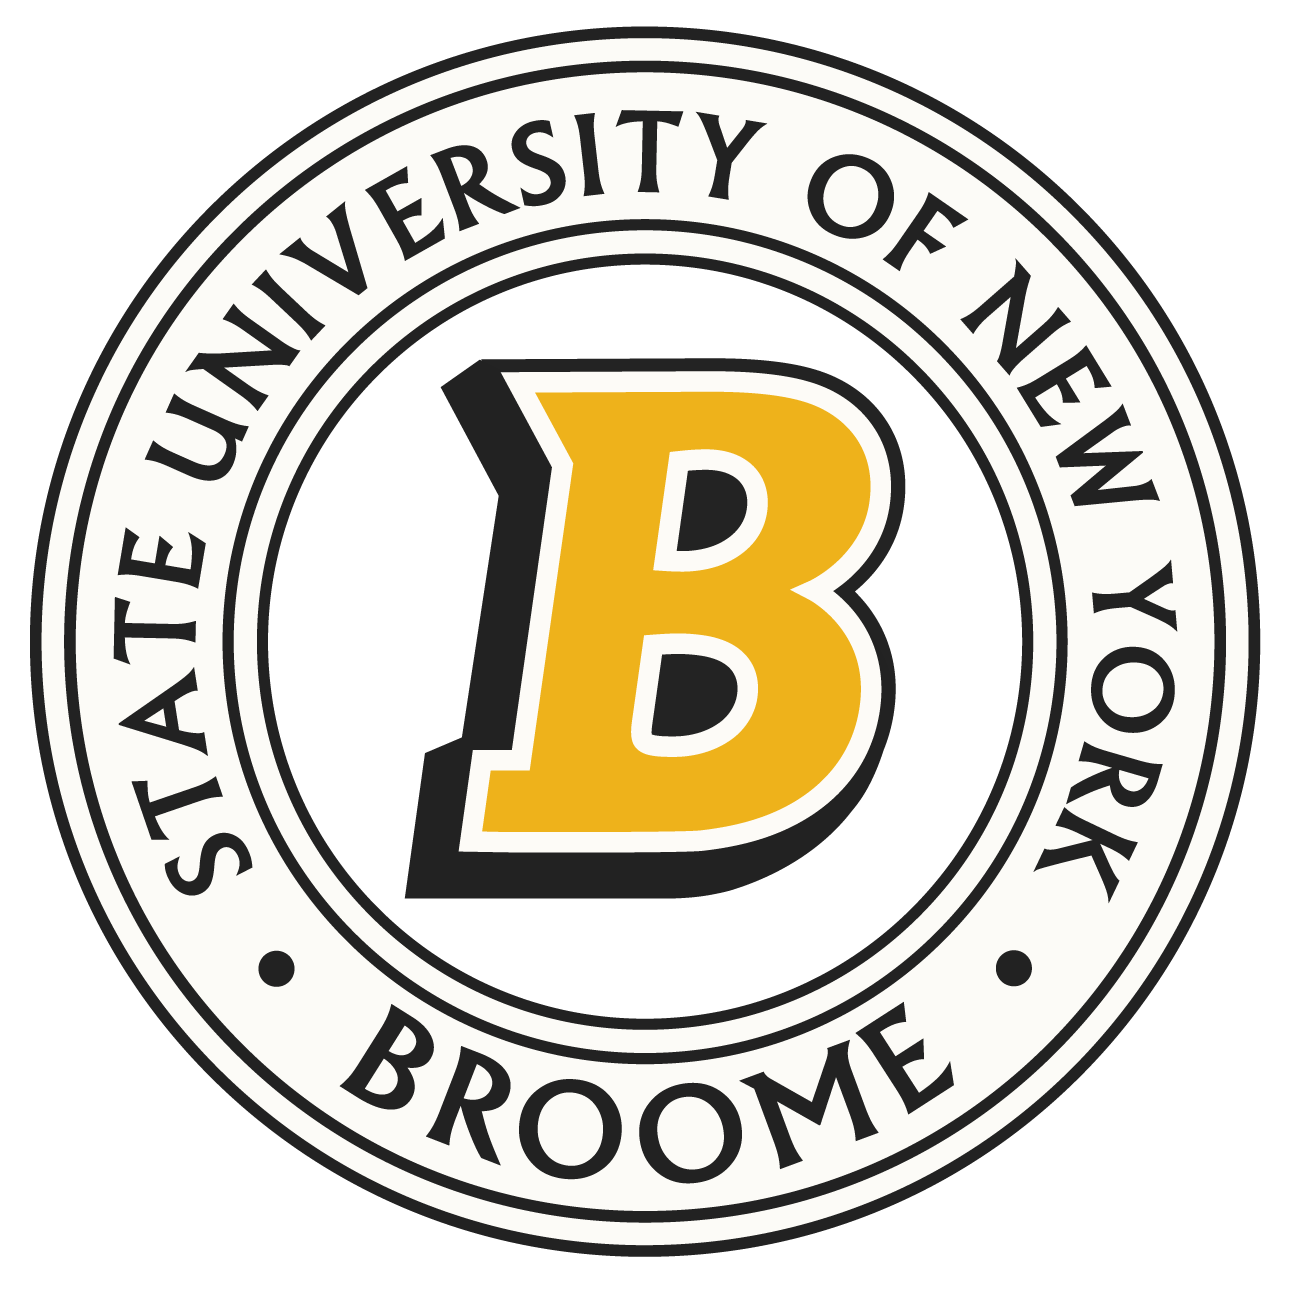 STATE UNIVERSITY OF NEW YORK
B
• BROOME •